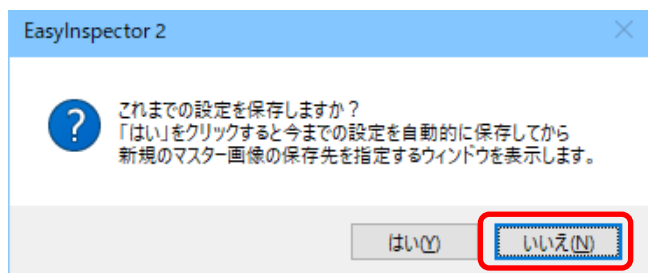 EasyInspector 2
これまでの設定を保存しますか？
「はい」をクリックすると今までの設定を自動的に保存してから
新規のマスター画像の保存先を指定するウィンドウを表示します。
はい(Y)
いいえ(N)